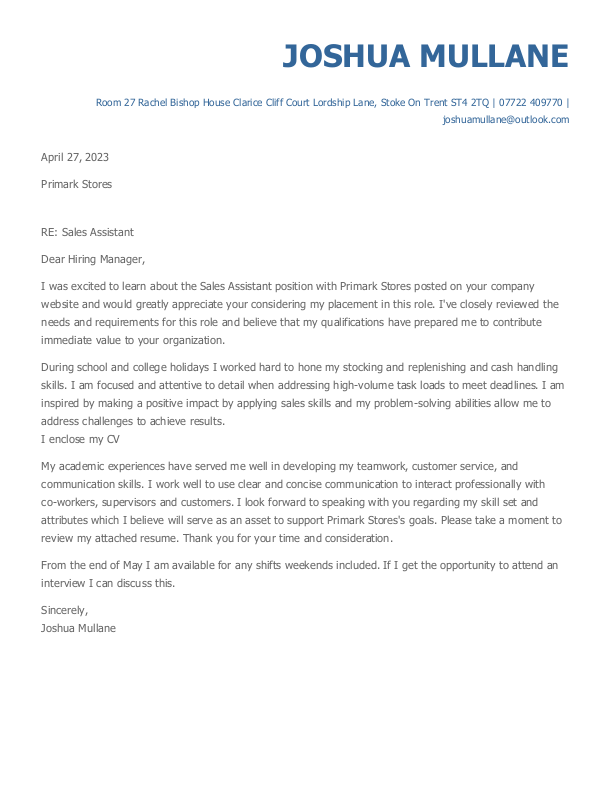 JOSHUA MULLANE
Room 27 Rachel Bishop House Clarice Cliff Court Lordship Lane, Stoke On Trent ST4 2TQ | 07722 409770 |
joshuamullane@outlook.com
April 27, 2023
Primark Stores
RE: Sales Assistant
Dear Hiring Manager,
I was excited to learn about the Sales Assistant position with Primark Stores posted on your company
website and would greatly appreciate your considering my placement in this role. I've closely reviewed the
needs and requirements for this role and believe that my qualifications have prepared me to contribute
immediate value to your organization.
During school and college holidays I worked hard to hone my stocking and replenishing and cash handling
skills. I am focused and attentive to detail when addressing high-volume task loads to meet deadlines. I am
inspired by making a positive impact by applying sales skills and my problem-solving abilities allow me to
address challenges to achieve results.
I enclose my CV
My academic experiences have served me well in developing my teamwork, customer service, and
communication skills. I work well to use clear and concise communication to interact professionally with
co-workers, supervisors and customers. I look forward to speaking with you regarding my skill set and
attributes which I believe will serve as an asset to support Primark Stores's goals. Please take a moment to
review my attached resume. Thank you for your time and consideration.
From the end of May I am available for any shifts weekends included. If I get the opportunity to attend an
interview I can discuss this.
Sincerely,
Joshua Mullane